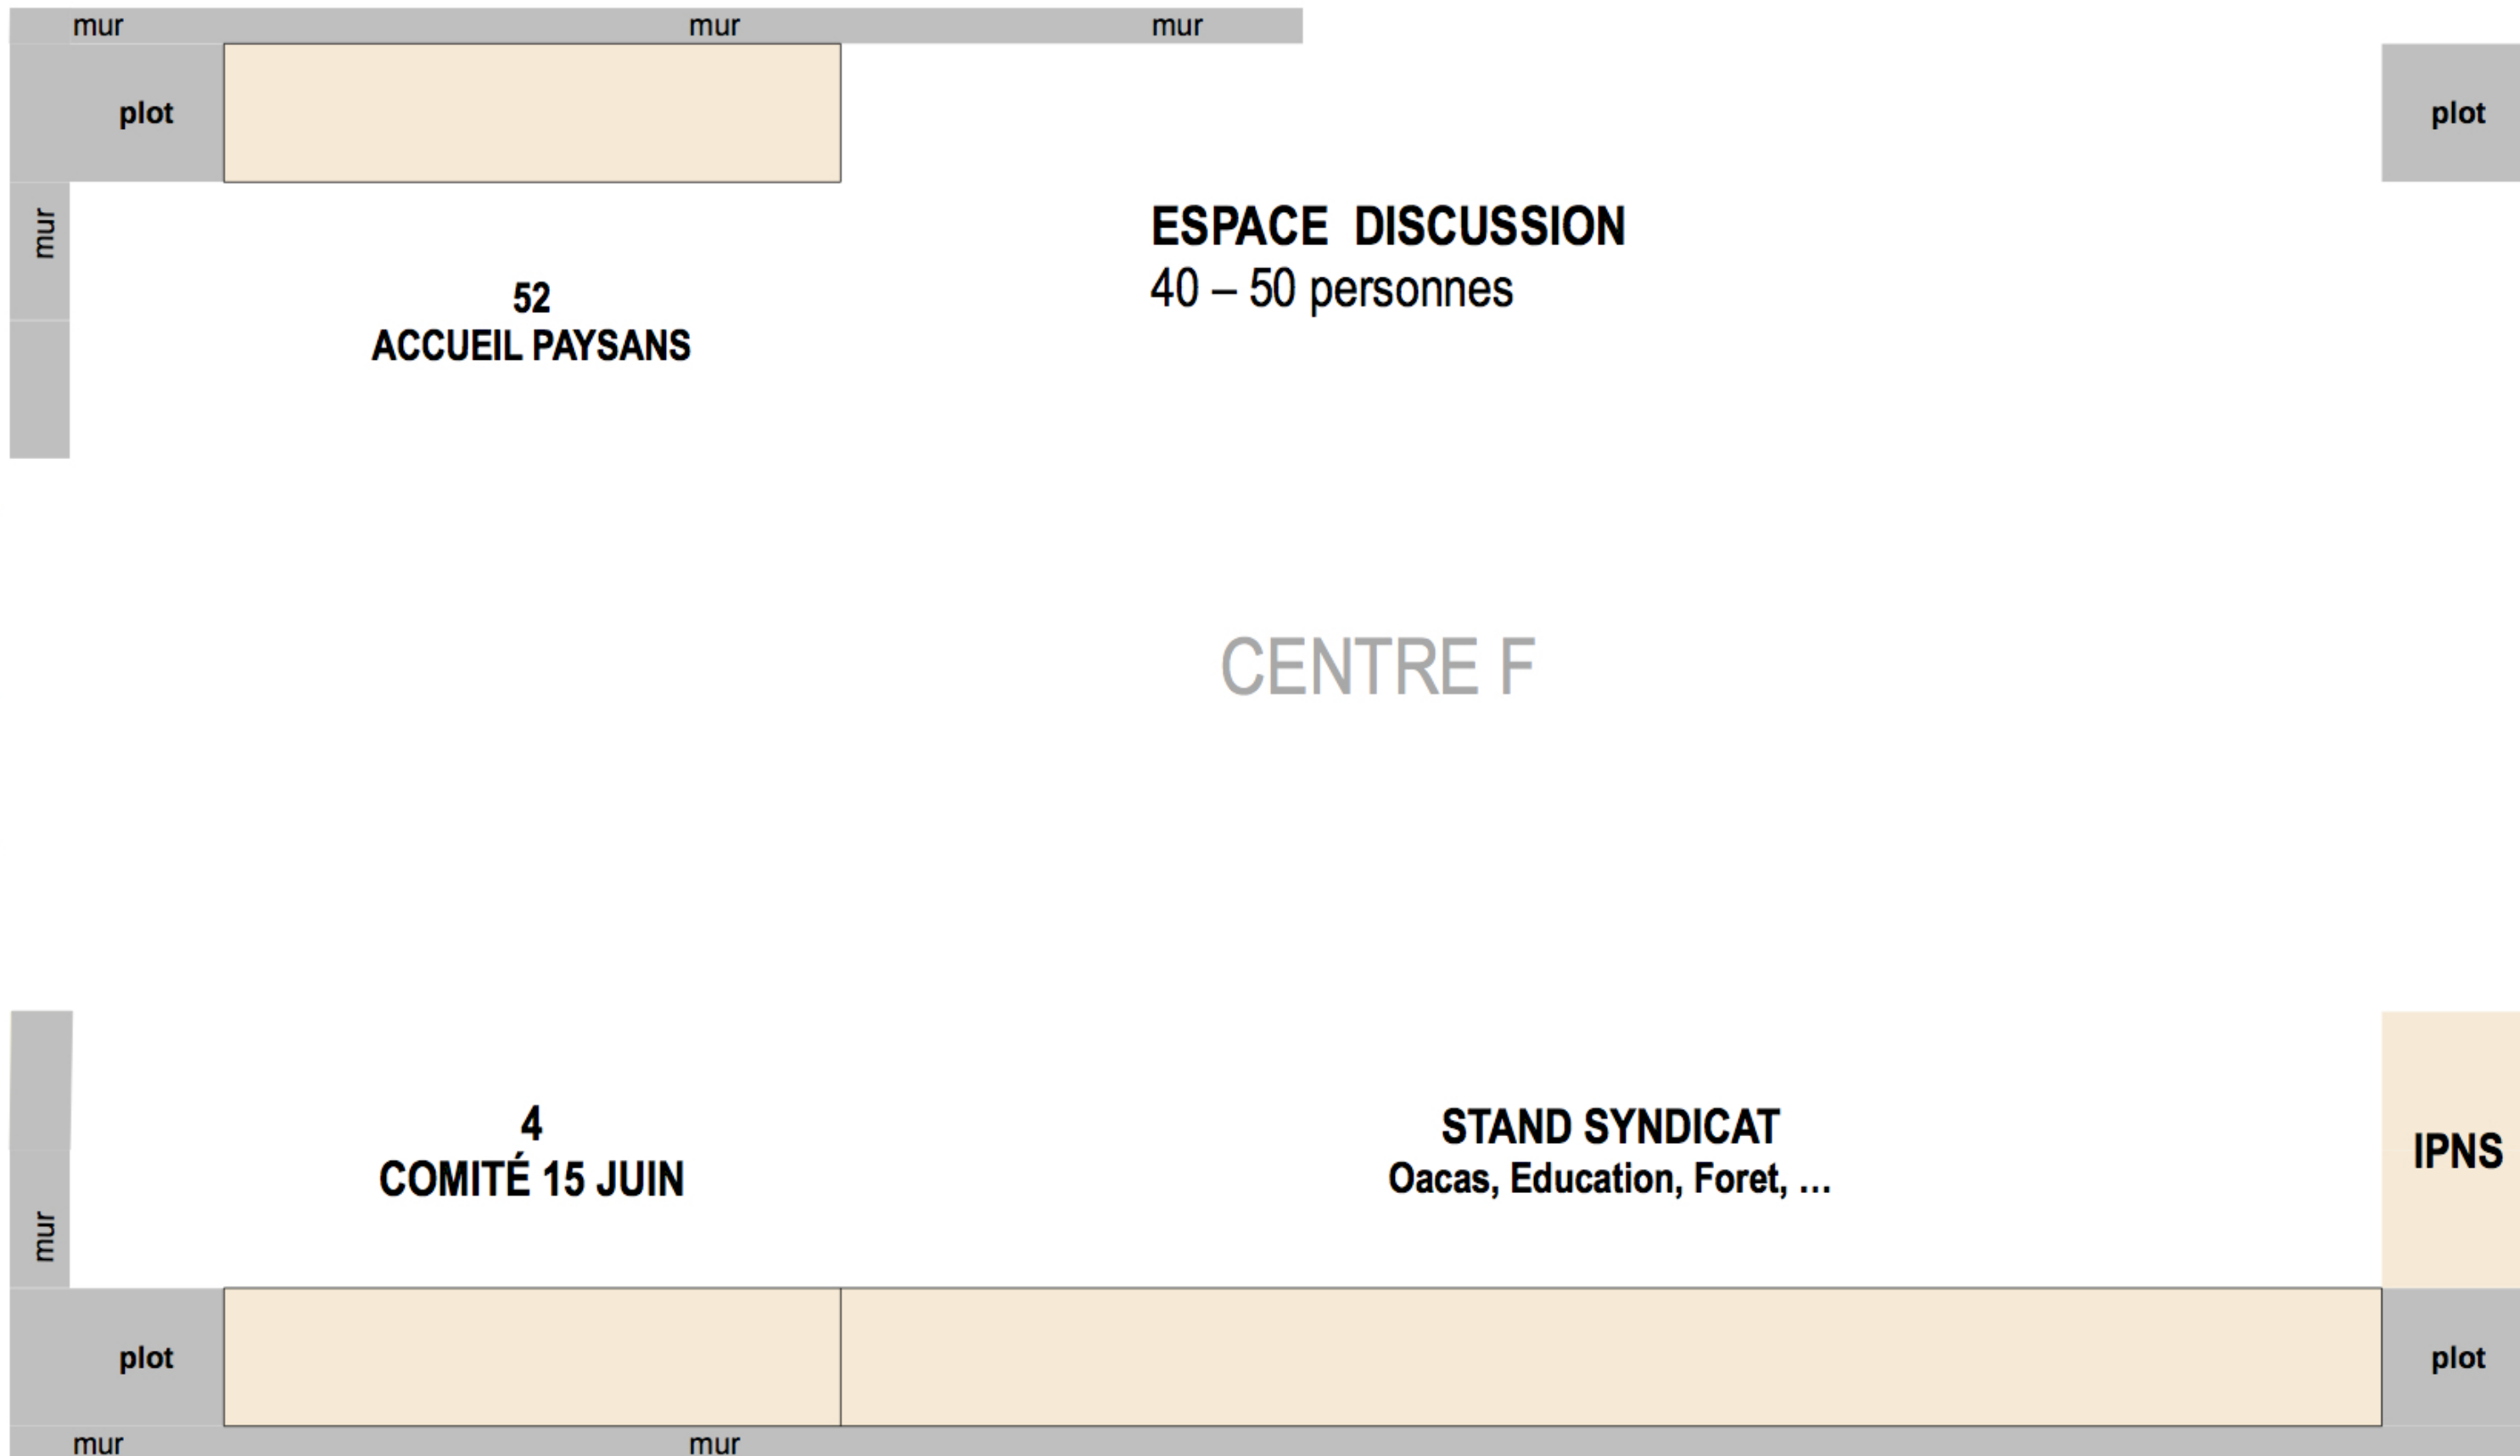 mur mur mur
plot plot
mur
ESPACE DISCUSSION
40 – 50 personnes
52
ACCUEIL PAYSANS
CENTRE F
4
COMITÉ 15 JUIN
STAND SYNDICAT
Oacas, Education, Foret, ...
IPNS
mur
plot plot
mur mur